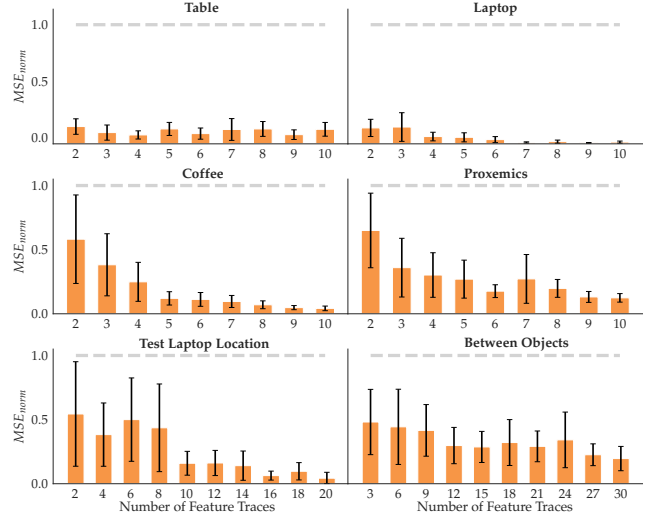 Table
Laptop
MSE_norm
1.0
0.5
0.0
2 3 4 5 6 7 8 9 10
2 3 4 5 6 7 8 9 10
Coffee
Proxemics
MSE_norm
1.0
0.5
0.0
2 3 4 5 6 7 8 9 10
2 3 4 5 6 7 8 9 10
Test Laptop Location
Between Objects
MSE_norm
1.0
0.5
0.0
2 4 6 8 10 12 14 16 18 20
3 6 9 12 15 18 21 24 27 30
Number of Feature Traces
Number of Feature Traces